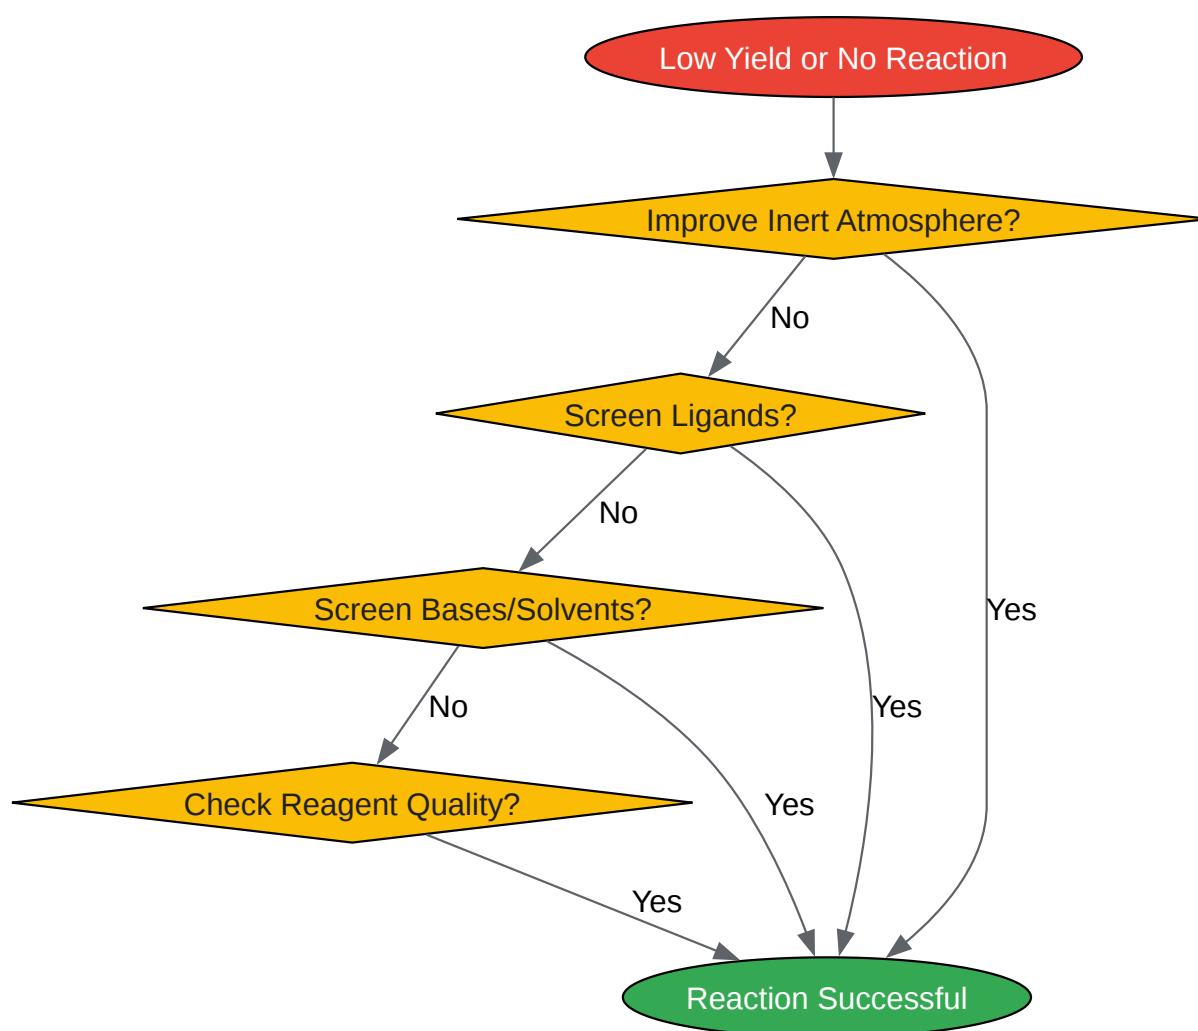 Low Yield or No Reaction
Improve Inert Atmosphere?
No
Screen Ligands?
No
Screen Bases/Solvents?
Yes
No
Yes
Check Reagent Quality?
Yes
Yes
Reaction Successful